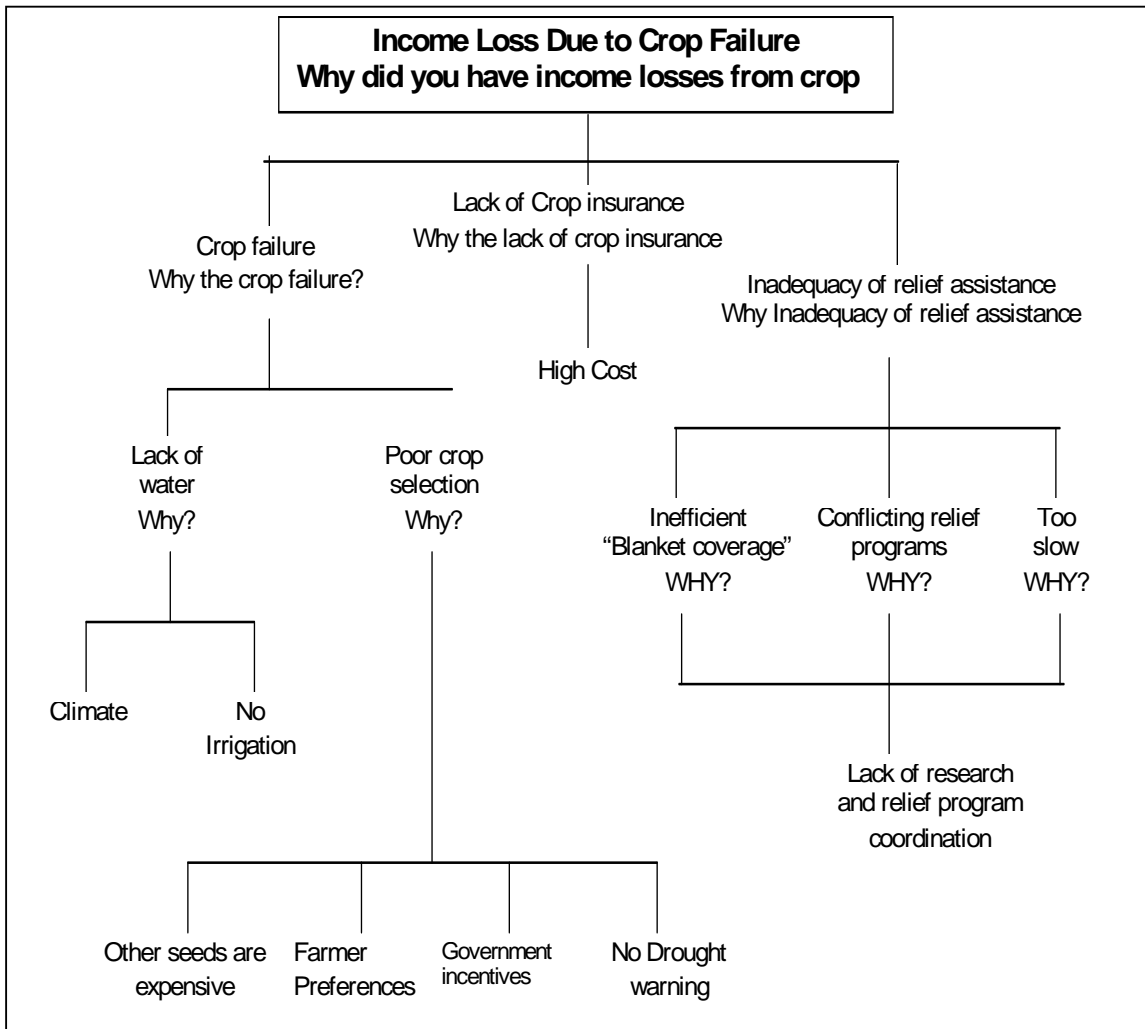 Income Loss Due to Crop Failure
Why did you have income losses from crop
Lack of Crop insurance
Why the lack of crop insurance
Crop failure
Why the crop failure?
Inadequacy of relief assistance
Why Inadequacy of relief assistance
High Cost
Lack of
water
Why?
Poor crop
selection
Why?
Inefficient
“Blanket coverage”
WHY?
Conflicting relief
programs
WHY?
Too
slow
WHY?
Climate
No
Irrigation
Lack of research
and relief program
coordination
Other seeds are
expensive
Farmer
Preferences
Government
incentives
No Drought
warning